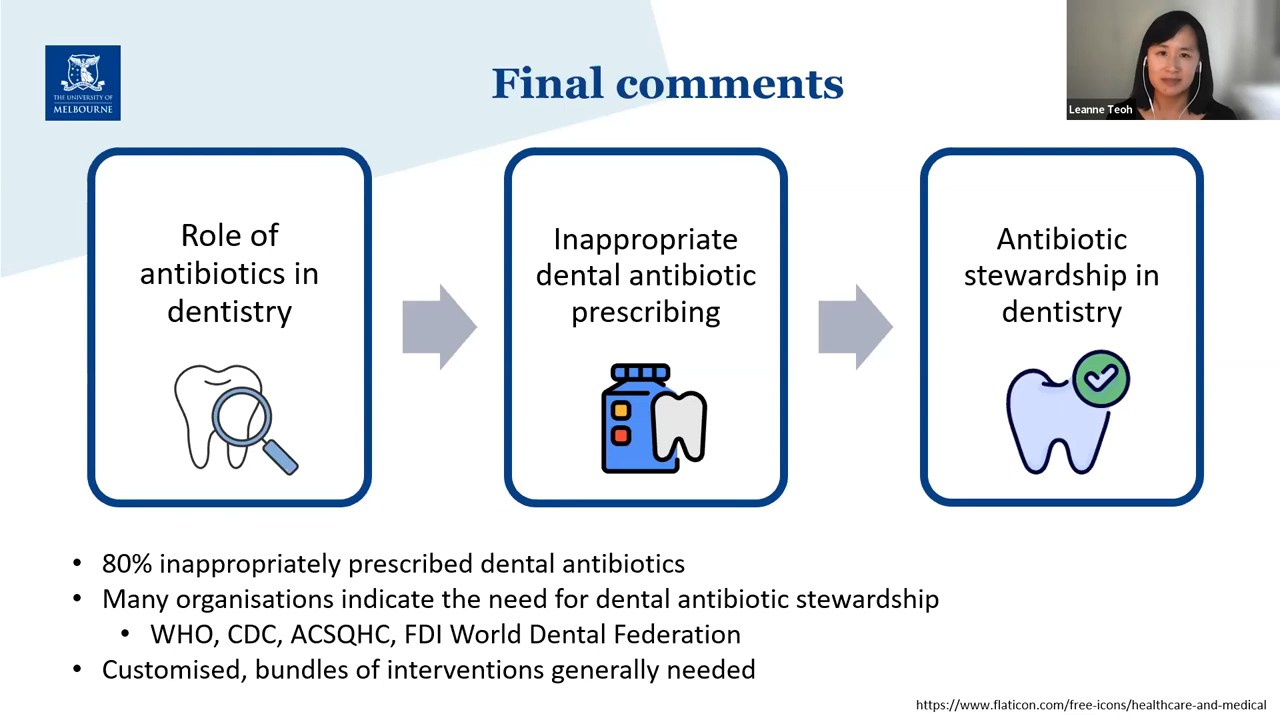 THE UNIVERSITY OF
MELBOURNE
Final comments
Leanne Teoh
Role of
antibiotics in
dentistry
Inappropriate
dental antibiotic
prescribing
Antibiotic
stewardship in
dentistry
• 80% inappropriately prescribed dental antibiotics
• Many organisations indicate the need for dental antibiotic stewardship
• WHO, CDC, ACSQHC, FDI World Dental Federation
• Customised, bundles of interventions generally needed
https://www.flaticon.com/free-icons/healthcare-and-medical